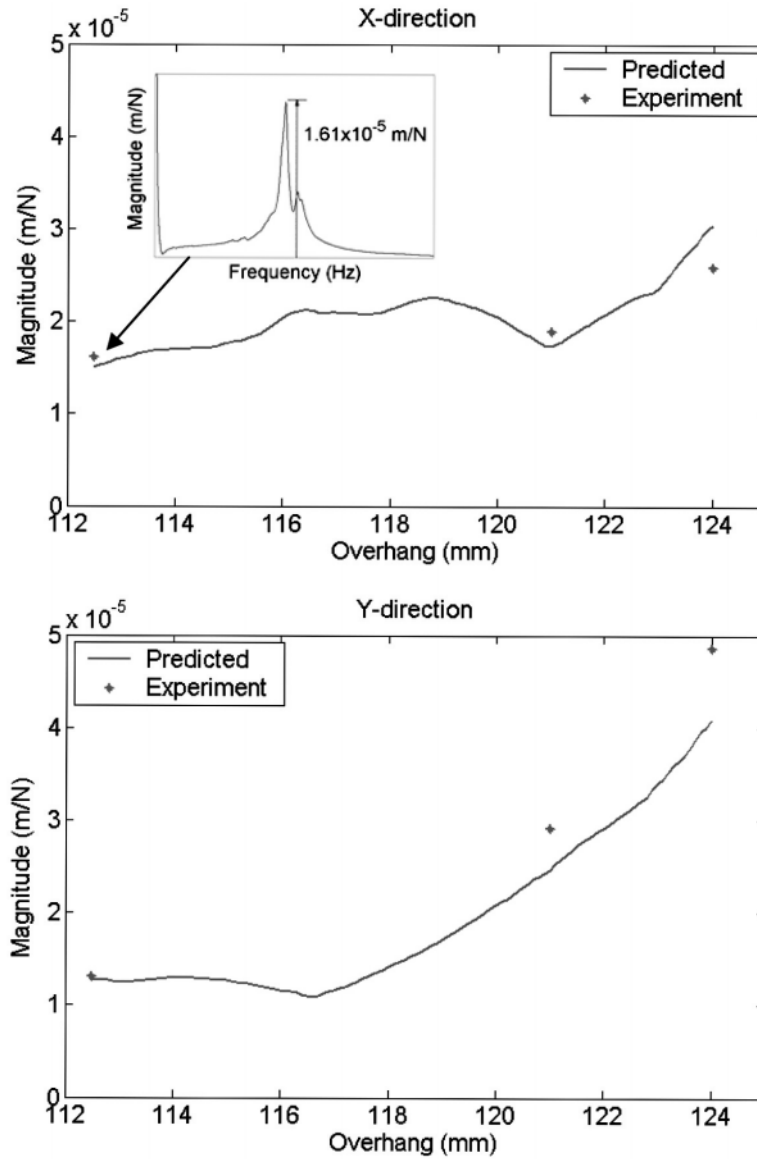 X-direction
5 x 10^-5
Predicted
Experiment
1.61x10^-5 m/N
Magnitude (m/N)
Frequency (Hz)
4
3
2
1
0
Magnitude (m/N)
112 114 116 118 120 122 124
Overhang (mm)
Y-direction
5 x 10^-5
Predicted
Experiment
4
3
2
1
0
Magnitude (m/N)
112 114 116 118 120 122 124
Overhang (mm)